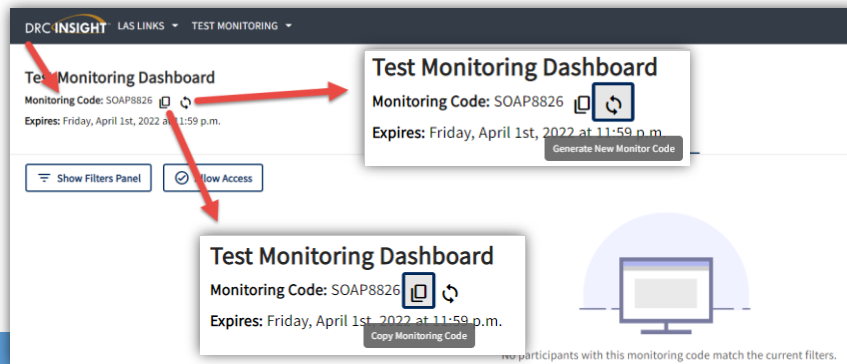 DRC INSIGHT LAS LINKS TEST MONITORING
Test Monitoring Dashboard
Monitoring Code: SOAP8826
Expires: Friday, April 1st, 2022 at 11:59 p.m.
Show Filters Panel
Allow Access
Test Monitoring Dashboard
Monitoring Code: SOAP8826
Expires: Friday, April 1st, 2022 at 11:59 p.m.
Generate New Monitor Code
Test Monitoring Dashboard
Monitoring Code: SOAP8826
Expires: Friday, April 1st, 2022 at 11:59 p.m.
Copy Monitoring Code
No participants with this monitoring code match the current filters.